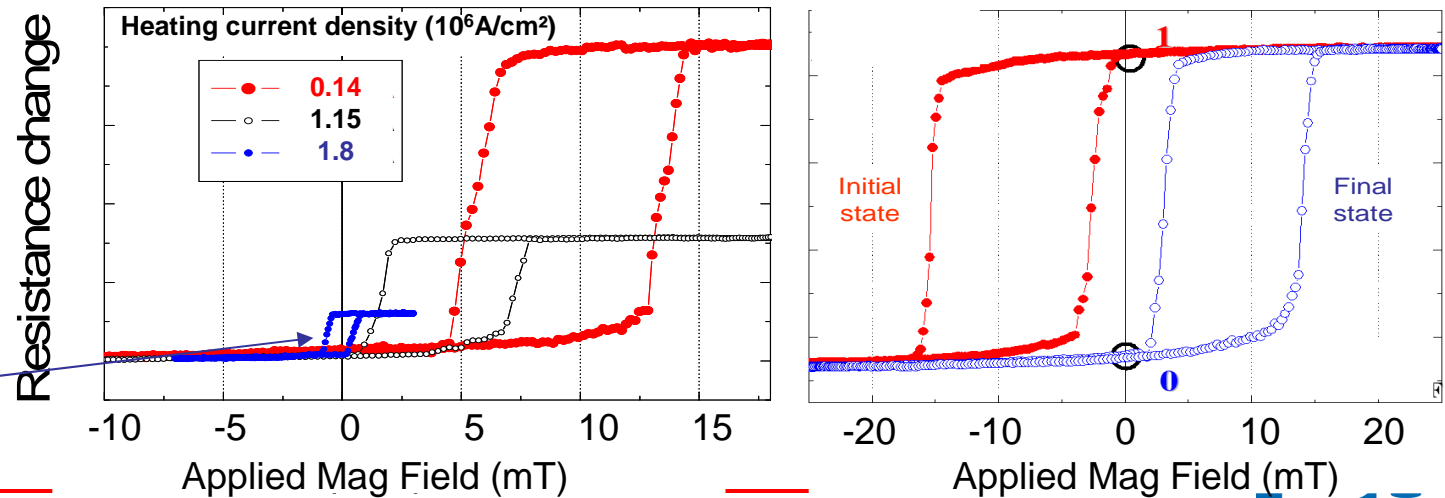 Heating current density (10⁶A/cm²)
0.14
1.15
1.8
Resistance change
-10 -5 0 5 10 15
Applied Mag Field (mT)
1
Initial
state
Final
state
0
-20 -10 0 10 20
Applied Mag Field (mT)